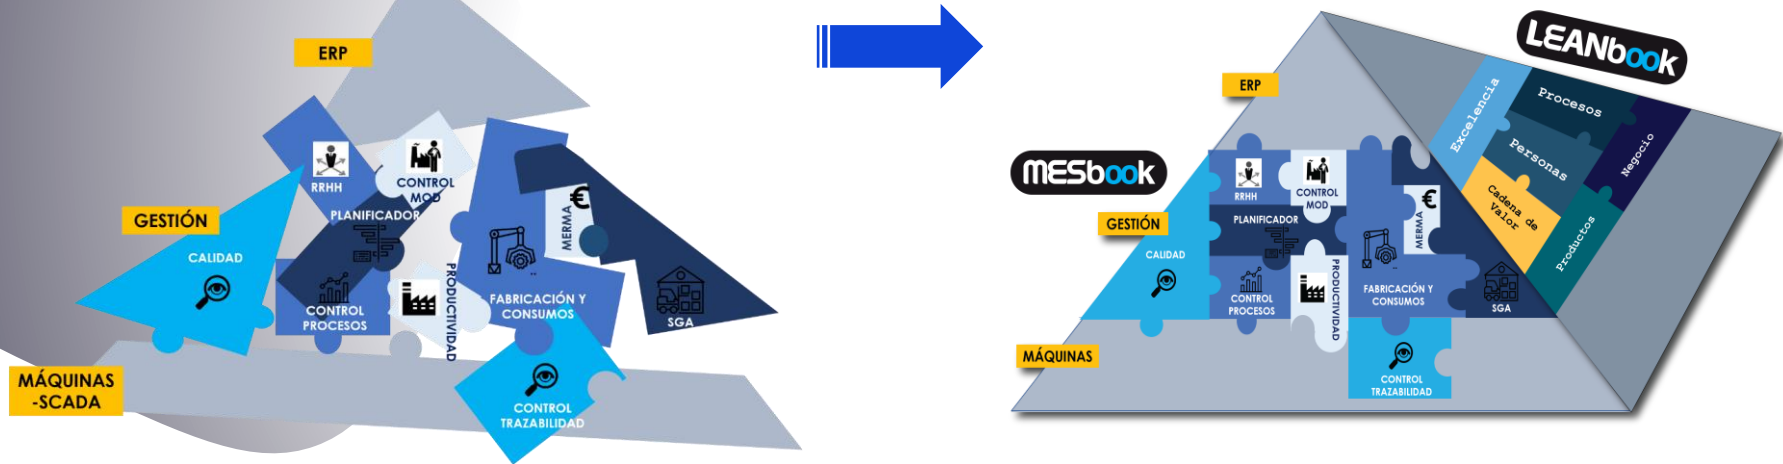 ERP
RRHH
CONTROL
MOD
PLANIFICADOR
GESTIÓN
MERMA
€
CALIDAD
CONTROL
PROCESOS
PRODUCTIVIDAD
FABRICACIÓN Y
CONSUMOS
SGA
MÁQUINAS
-SCADA
CONTROL
TRAZABILIDAD
LEANbook
ERP
Excelencia
Procesos
Personas
Negocio
Cadena de
Valor
Productos
MESbook
RRHH
CONTROL
MOD
PLANIFICADOR
GESTIÓN
MERMA
€
CALIDAD
CONTROL
PROCESOS
PRODUCTIVIDAD
FABRICACIÓN Y
CONSUMOS
SGA
MÁQUINAS
CONTROL
TRAZABILIDAD